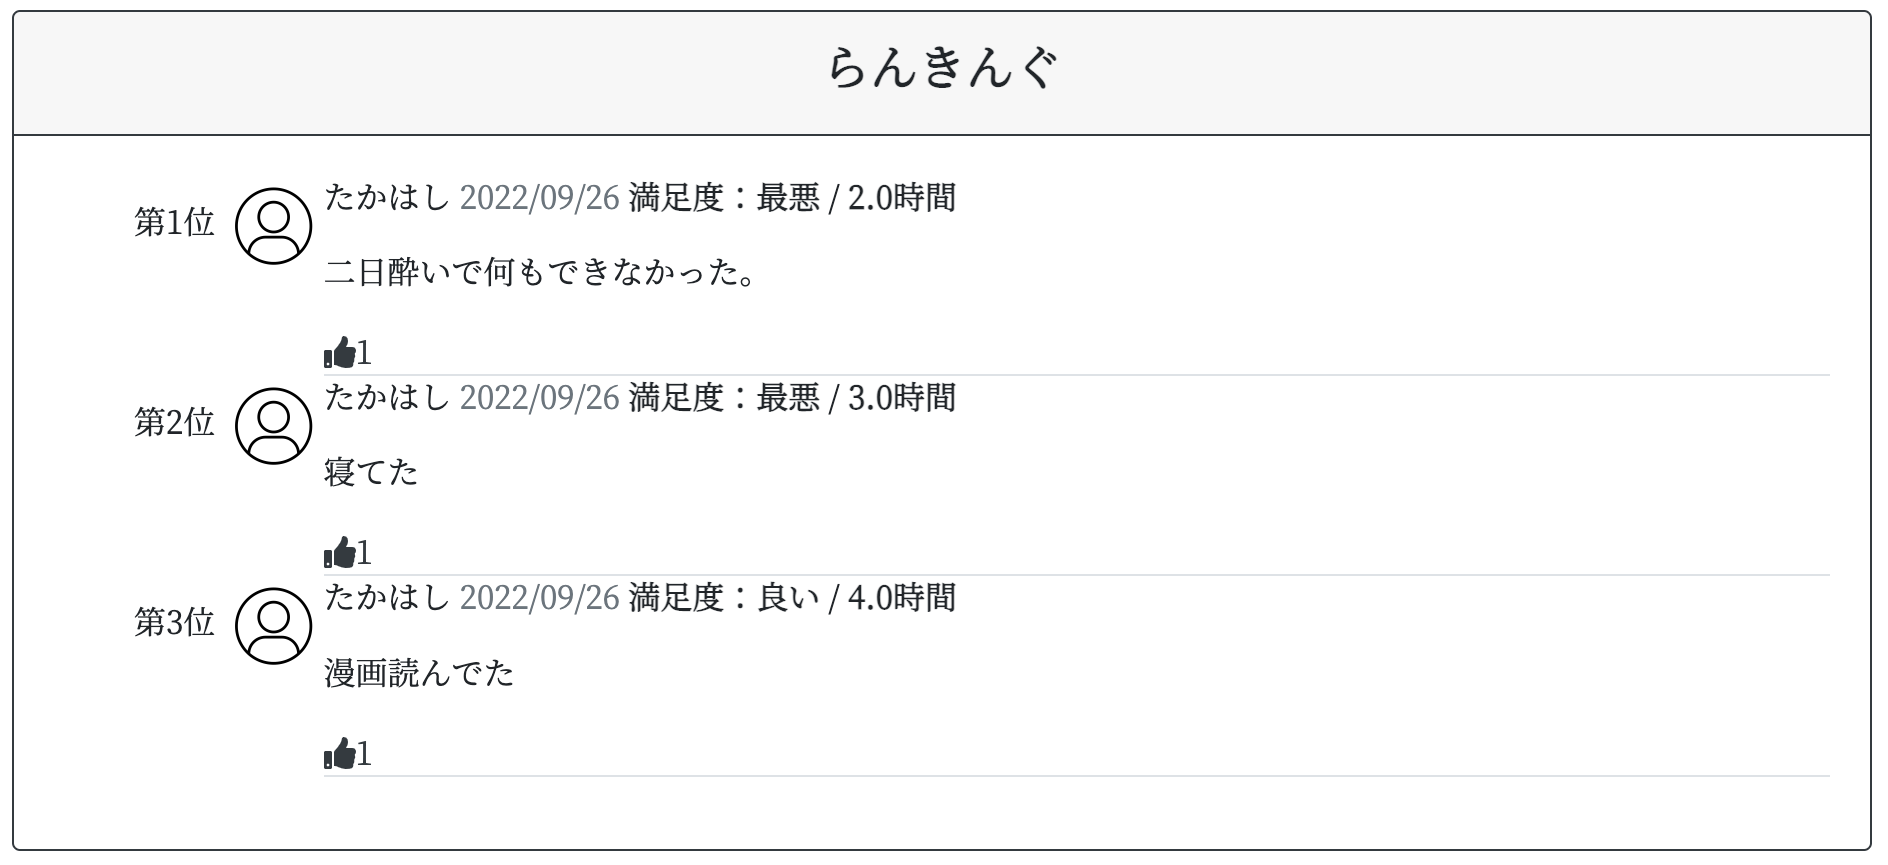 らんきんぐ
第1位 たかはし 2022/09/26 満足度：最悪 / 2.0時間
二日酔いで何もできなかった。
1
第2位 たかはし 2022/09/26 満足度：最悪 / 3.0時間
寝てた
1
第3位 たかはし 2022/09/26 満足度：良い / 4.0時間
漫画読んでた
1